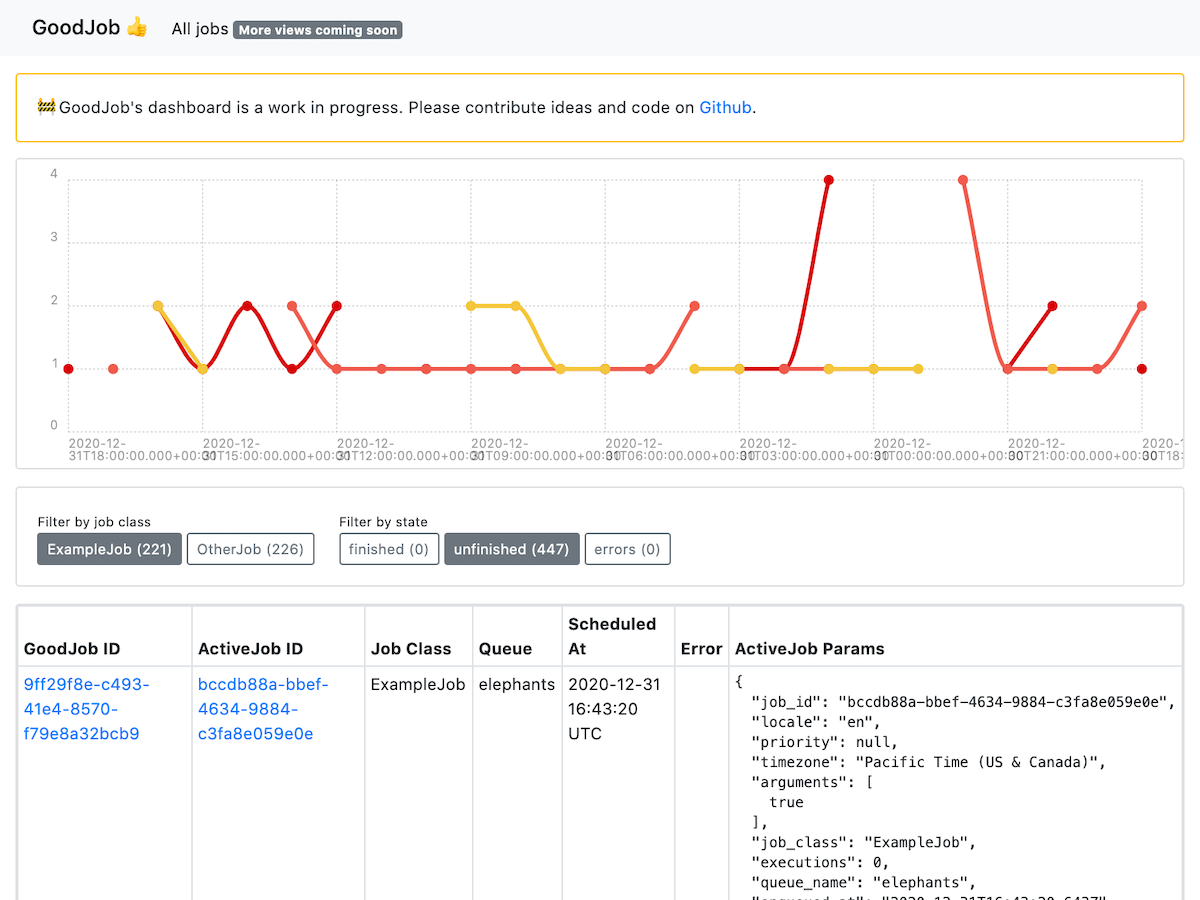 GoodJob 👍 All jobs More views coming soon
🚧 GoodJob's dashboard is a work in progress. Please contribute ideas and code on Github.
4
3
2
1
0
2020-12- 2020-12- 2020-12- 2020-12- 2020-12- 2020-12- 2020-12- 2020-12- 2020-1
31T18:00:00.000+00:00 31T15:00:00.000+00:00 31T12:00:00.000+00:00 31T09:00:00.000+00:00 31T06:00:00.000+00:00 31T03:00:00.000+00:00 31T00:00:00.000+00:00 30T21:00:00.000+00:00 30T18:
Filter by job class Filter by state
ExampleJob (221) OtherJob (226) finished (0) unfinished (447) errors (0)
Scheduled
GoodJob ID ActiveJob ID Job Class Queue At Error ActiveJob Params
9ff29f8e-c493- bccdb88a-bbef- ExampleJob elephants 2020-12-31 {
41e4-8570- 4634-9884- 16:43:20 "job_id": "bccdb88a-bbef-4634-9884-c3fa8e059e0e",
f79e8a32bcb9 c3fa8e059e0e UTC "locale": "en",
"priority": null,
"timezone": "Pacific Time (US & Canada)",
"arguments": [
true
],
"job_class": "ExampleJob",
"executions": 0,
"queue_name": "elephants",